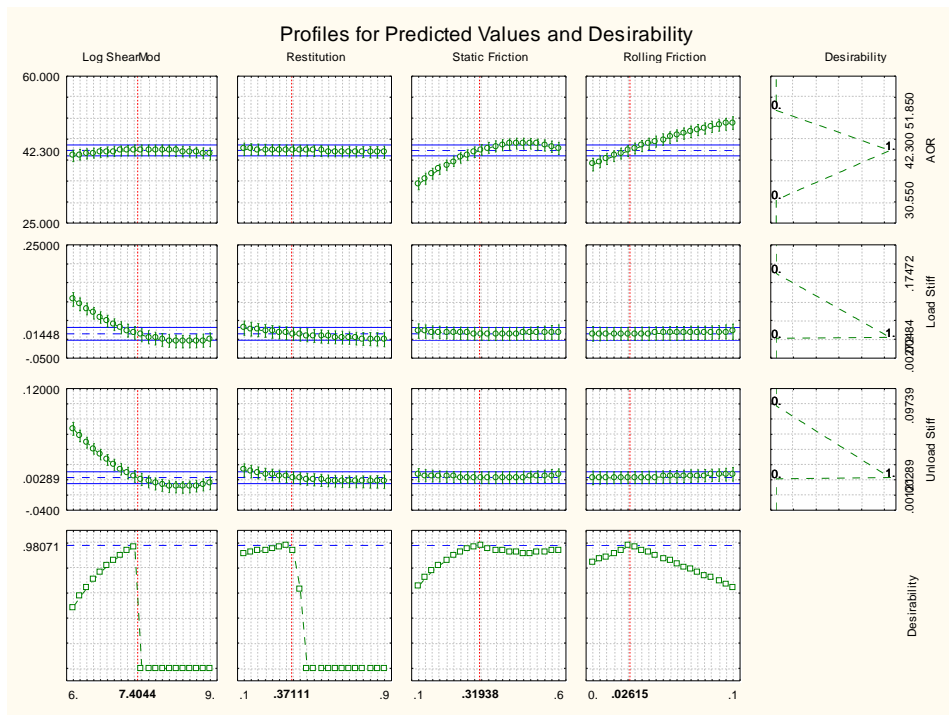 Profiles for Predicted Values and Desirability
Log ShearMod Restitution Static Friction Rolling Friction Desirability
60.000
42.300
25.000
0.
1.
0.
30.550 42.300 51.850
AOR
.25000
.01448
-.0500
0.
0.
1.
.17472
Load Stiff
.12000
.00289
-.0400
0.
0.
1.
.09739
Unload Stiff
.98071
Desirability
6. 7.4044 9. .1 .37111 .9 .1 .31938 .6 0. .02615 .1